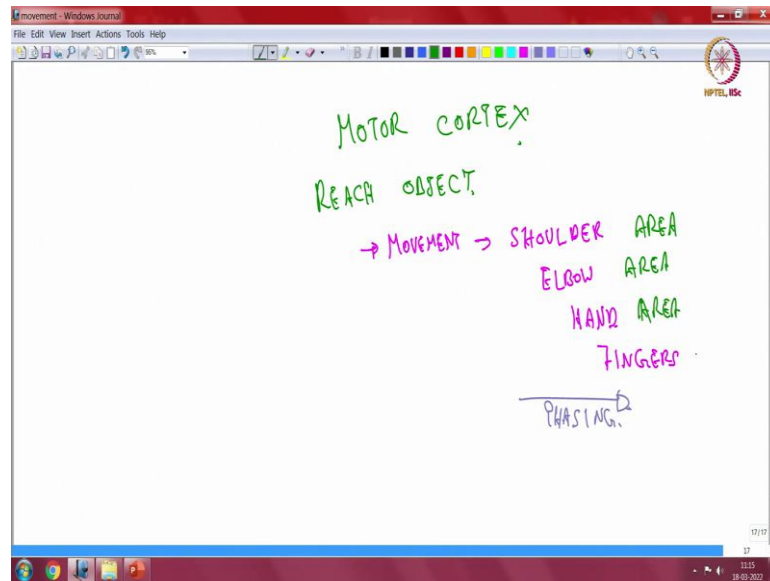 movement - Windows Journal
File Edit View Insert Actions Tools Help
95%
NPTEL, IISc
MOTOR CORTEX.
REACH OBJECT.
→ MOVEMENT → SHOULDER AREA
ELBOW AREA
HAND AREA
FINGERS
PHASING.
17/17
17
11:15
18-03-2022